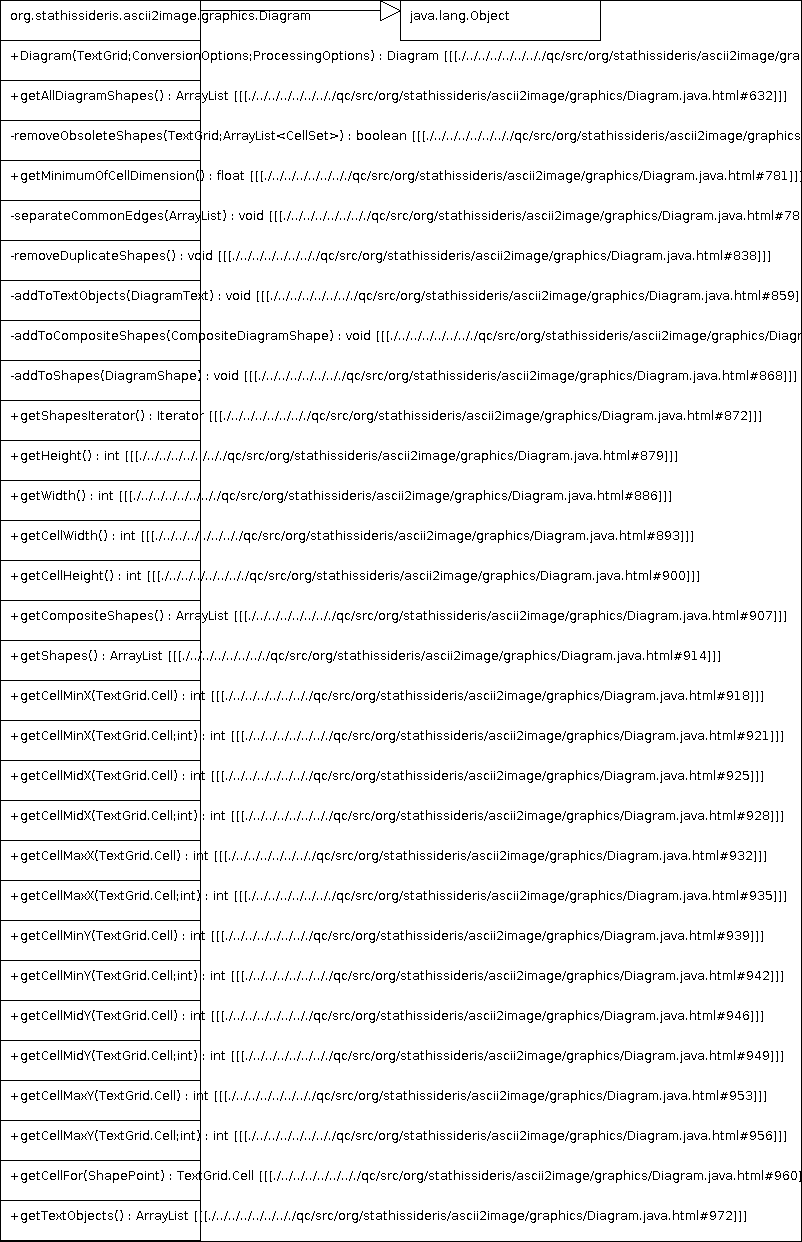 org.stathissideris.ascii2image.graphics.Diagram
java.lang.Object
+Diagram(TextGrid;ConversionOptions;ProcessingOptions) : Diagram [[[./../../../../../../../qc/src/org/stathissideris/ascii2image/gra
+getAllDiagramShapes() : ArrayList [[[./../../../../../../../qc/src/org/stathissideris/ascii2image/graphics/Diagram.java.html#632]]]
-removeObsoleteShapes(TextGrid;ArrayList<CellSet>) : boolean [[[./../../../../../../../qc/src/org/stathissideris/ascii2image/graphics
+getMinimumOfCellDimension() : float [[[./../../../../../../../qc/src/org/stathissideris/ascii2image/graphics/Diagram.java.html#781]]]
-separateCommonEdges(ArrayList) : void [[[./../../../../../../../qc/src/org/stathissideris/ascii2image/graphics/Diagram.java.html#78
-removeDuplicateShapes() : void [[[./../../../../../../../qc/src/org/stathissideris/ascii2image/graphics/Diagram.java.html#838]]]
-addToTextObjects(DiagramText) : void [[[./../../../../../../../qc/src/org/stathissideris/ascii2image/graphics/Diagram.java.html#859]
-addToCompositeShapes(CompositeDiagramShape) : void [[[./../../../../../../../qc/src/org/stathissideris/ascii2image/graphics/Diagr
-addToShapes(DiagramShape) : void [[[./../../../../../../../qc/src/org/stathissideris/ascii2image/graphics/Diagram.java.html#868]]]
+getShapesIterator() : Iterator [[[./../../../../../../../qc/src/org/stathissideris/ascii2image/graphics/Diagram.java.html#872]]]
+getHeight() : int [[[./../../../../../../../qc/src/org/stathissideris/ascii2image/graphics/Diagram.java.html#879]]]
+getWidth() : int [[[./../../../../../../../qc/src/org/stathissideris/ascii2image/graphics/Diagram.java.html#886]]]
+getCellWidth() : int [[[./../../../../../../../qc/src/org/stathissideris/ascii2image/graphics/Diagram.java.html#893]]]
+getCellHeight() : int [[[./../../../../../../../qc/src/org/stathissideris/ascii2image/graphics/Diagram.java.html#900]]]
+getCompositeShapes() : ArrayList [[[./../../../../../../../qc/src/org/stathissideris/ascii2image/graphics/Diagram.java.html#907]]]
+getShapes() : ArrayList [[[./../../../../../../../qc/src/org/stathissideris/ascii2image/graphics/Diagram.java.html#914]]]
+getCellMinX(TextGrid.Cell) : int [[[./../../../../../../../qc/src/org/stathissideris/ascii2image/graphics/Diagram.java.html#918]]]
+getCellMinX(TextGrid.Cell;int) : int [[[./../../../../../../../qc/src/org/stathissideris/ascii2image/graphics/Diagram.java.html#921]]]
+getCellMidX(TextGrid.Cell) : int [[[./../../../../../../../qc/src/org/stathissideris/ascii2image/graphics/Diagram.java.html#925]]]
+getCellMidX(TextGrid.Cell;int) : int [[[./../../../../../../../qc/src/org/stathissideris/ascii2image/graphics/Diagram.java.html#928]]]
+getCellMaxX(TextGrid.Cell) : int [[[./../../../../../../../qc/src/org/stathissideris/ascii2image/graphics/Diagram.java.html#932]]]
+getCellMaxX(TextGrid.Cell;int) : int [[[./../../../../../../../qc/src/org/stathissideris/ascii2image/graphics/Diagram.java.html#935]]]
+getCellMinY(TextGrid.Cell) : int [[[./../../../../../../../qc/src/org/stathissideris/ascii2image/graphics/Diagram.java.html#939]]]
+getCellMinY(TextGrid.Cell;int) : int [[[./../../../../../../../qc/src/org/stathissideris/ascii2image/graphics/Diagram.java.html#942]]]
+getCellMidY(TextGrid.Cell) : int [[[./../../../../../../../qc/src/org/stathissideris/ascii2image/graphics/Diagram.java.html#946]]]
+getCellMidY(TextGrid.Cell;int) : int [[[./../../../../../../../qc/src/org/stathissideris/ascii2image/graphics/Diagram.java.html#949]]]
+getCellMaxY(TextGrid.Cell) : int [[[./../../../../../../../qc/src/org/stathissideris/ascii2image/graphics/Diagram.java.html#953]]]
+getCellMaxY(TextGrid.Cell;int) : int [[[./../../../../../../../qc/src/org/stathissideris/ascii2image/graphics/Diagram.java.html#956]]]
+getCellFor(ShapePoint) : TextGrid.Cell [[[./../../../../../../../qc/src/org/stathissideris/ascii2image/graphics/Diagram.java.html#960]
+getTextObjects() : ArrayList [[[./../../../../../../../qc/src/org/stathissideris/ascii2image/graphics/Diagram.java.html#972]]]